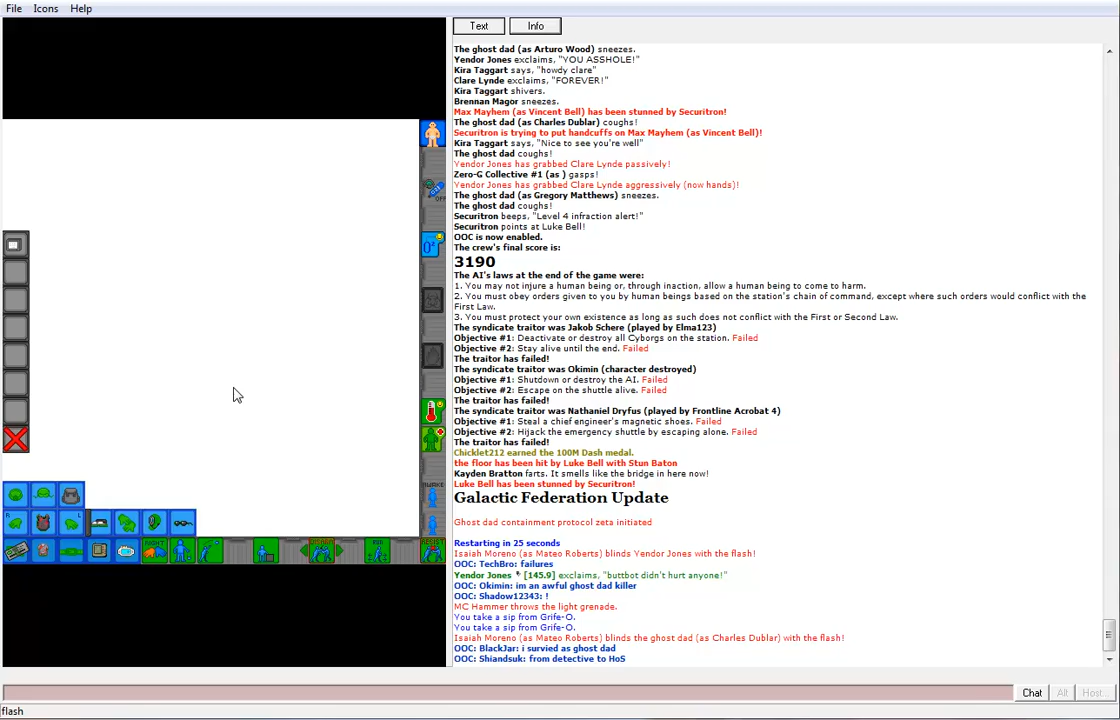 File Icons Help
Text Info
The ghost dad (as Arturo Wood) sneezes.
Yendor Jones exclaims, "YOU ASSHOLE!"
Kira Taggart says, "howdy clare"
Clare Lynde exclaims, "FOREVER!"
Kira Taggart shivers.
Brennan Magor sneezes.
Max Mayhem (as Vincent Bell) has been stunned by Securitron!
The ghost dad (as Charles Dublar) coughs!
Securitron is trying to put handcuffs on Max Mayhem (as Vincent Bell)!
Kira Taggart says, "Nice to see you're well"
The ghost dad coughs!
Yendor Jones has grabbed Clare Lynde passively!
Zero-G Collective #1 (as ) gasps!
Yendor Jones has grabbed Clare Lynde aggressively (now hands)!
The ghost dad (as Gregory Matthews) sneezes.
The ghost dad coughs!
Securitron beeps, "Level 4 infraction alert!"
Securitron points at Luke Bell!
OOC is now enabled.
The crew's final score is:
3190
The AI's laws at the end of the game were:
1. You may not injure a human being or, through inaction, allow a human being to come to harm.
2. You must obey orders given to you by human beings based on the station's chain of command, except where such orders would conflict with the
First Law.
3. You must protect your own existence as long as such does not conflict with the First or Second Law.
The syndicate traitor was Jakob Schere (played by Elma123)
Objective #1: Deactivate or destroy all Cyborgs on the station. Failed
Objective #2: Stay alive until the end. Failed
The traitor has failed!
The syndicate traitor was Okimin (character destroyed)
Objective #1: Shutdown or destroy the AI. Failed
Objective #2: Escape on the shuttle alive. Failed
The traitor has failed!
The syndicate traitor was Nathaniel Dryfus (played by Frontline Acrobat 4)
Objective #1: Steal a chief engineer's magnetic shoes. Failed
Objective #2: Hijack the emergency shuttle by escaping alone. Failed
The traitor has failed!
Chicklet212 earned the 100M Dash medal.
the floor has been hit by Luke Bell with Stun Baton
Kayden Bratton farts. It smells like the bridge in here now!
Luke Bell has been stunned by Securitron!
Galactic Federation Update
Ghost dad containment protocol zeta initiated
Restarting in 25 seconds
Isaiah Moreno (as Mateo Roberts) blinds Yendor Jones with the flash!
OOC: TechBro: failures
Yendor Jones [145.9] exclaims, "buttbot didn't hurt anyone!"
OOC: Okimin: im an awful ghost dad killer
OOC: Shadow12343: !
MC Hammer throws the light grenade.
You take a sip from Grife-O.
You take a sip from Grife-O.
Isaiah Moreno (as Mateo Roberts) blinds the ghost dad (as Charles Dublar) with the flash!
OOC: BlackJar: i survied as ghost dad
OOC: Shiandsuk: from detective to HoS
OFF
AWAKE
R L
DISARM
RESIST
Chat Alt Host...
flash